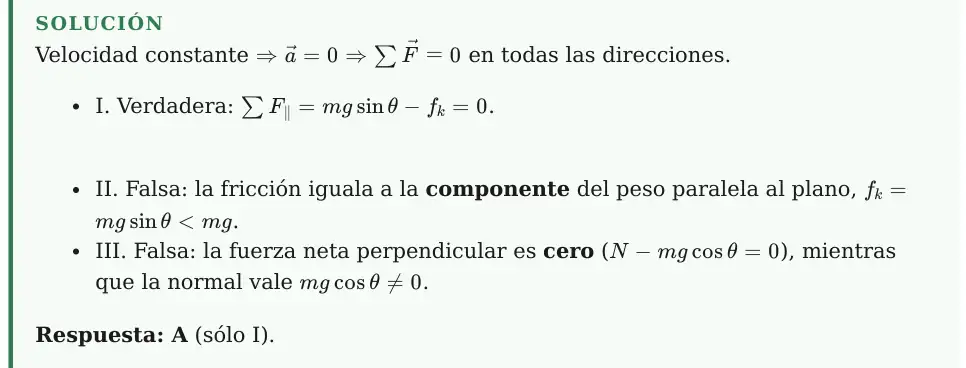 SOLUCIÓN
Velocidad constante ⇒ a⃗ = 0 ⇒ ∑ F⃗ = 0 en todas las direcciones.
• I. Verdadera: ∑ F∥ = mg sin θ − fₖ = 0.
• II. Falsa: la fricción iguala a la componente del peso paralela al plano, fₖ =
mg sin θ < mg.
• III. Falsa: la fuerza neta perpendicular es cero (N − mg cos θ = 0), mientras
que la normal vale mg cos θ ≠ 0.
Respuesta: A (sólo I).